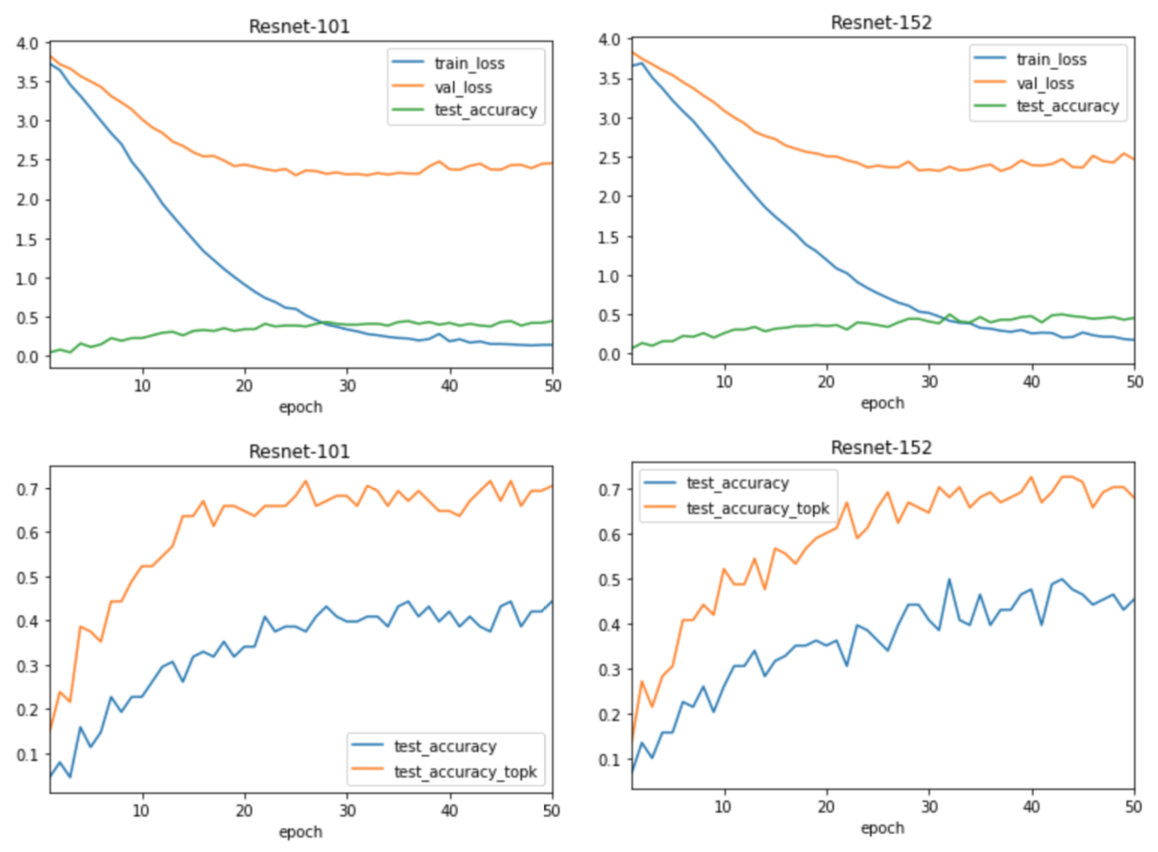 Resnet-101
4.0
3.5
3.0
2.5
2.0
1.5
1.0
0.5
0.0
train_loss
val_loss
test_accuracy
10 20 30 40 50
epoch
Resnet-152
4.0
3.5
3.0
2.5
2.0
1.5
1.0
0.5
0.0
train_loss
val_loss
test_accuracy
10 20 30 40 50
epoch
Resnet-101
0.7
0.6
0.5
0.4
0.3
0.2
0.1
test_accuracy
test_accuracy_topk
10 20 30 40 50
epoch
Resnet-152
test_accuracy
test_accuracy_topk
0.7
0.6
0.5
0.4
0.3
0.2
0.1
10 20 30 40 50
epoch